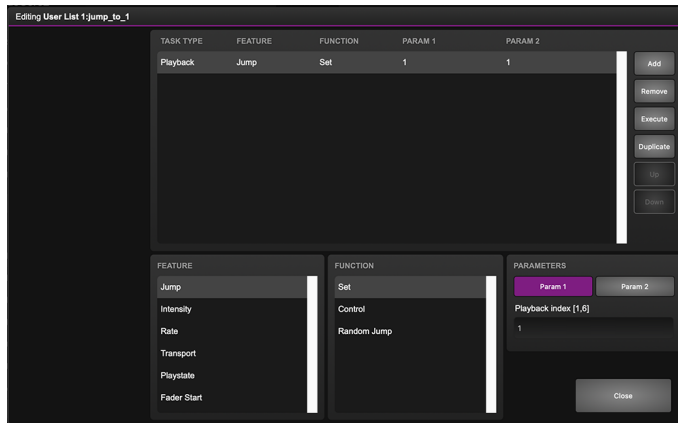 Editing User List 1:jump_to_1
TASK TYPE FEATURE FUNCTION PARAM 1 PARAM 2
Playback Jump Set 1 1
Add
Remove
Execute
Duplicate
Up
Down
FEATURE
Jump
Intensity
Rate
Transport
Playstate
Fader Start
FUNCTION
Set
Control
Random Jump
PARAMETERS
Param 1 Param 2
Playback index [1,6]
1
Close